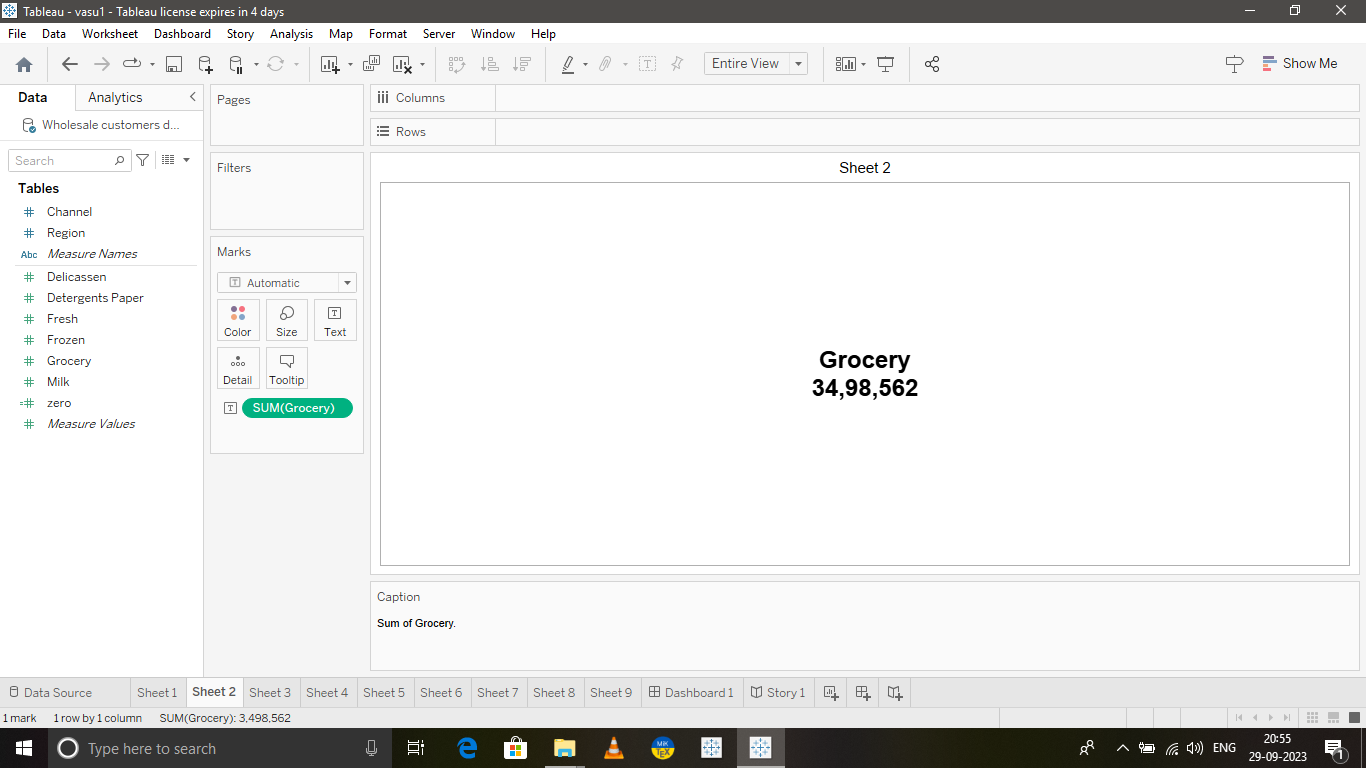 Tableau - vasu1 - Tableau license expires in 4 days
File Data Worksheet Dashboard Story Analysis Map Format Server Window Help
Entire View
Show Me
Data Analytics
Wholesale customers d...
Search
Tables
Channel
Region
Abc Measure Names
Delicassen
Detergents Paper
Fresh
Frozen
Grocery
Milk
zero
Measure Values
Pages
Filters
Marks
Automatic
Color Size Text
Detail Tooltip
SUM(Grocery)
Columns
Rows
Sheet 2
Grocery
34,98,562
Caption
Sum of Grocery.
Data Source Sheet 1 Sheet 2 Sheet 3 Sheet 4 Sheet 5 Sheet 6 Sheet 7 Sheet 8 Sheet 9 Dashboard 1 Story 1
1 mark 1 row by 1 column SUM(Grocery): 3,498,562
Type here to search
MiK
TEX
ENG
20:55
29-09-2023
1